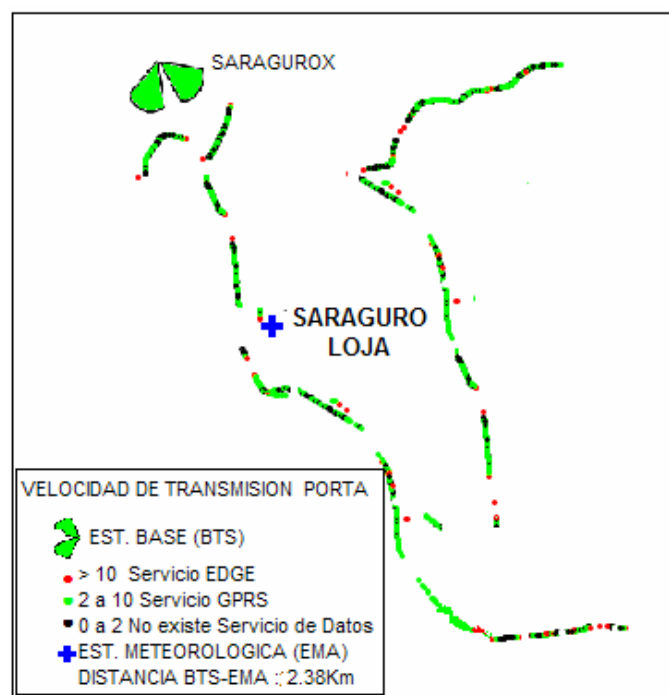 SARAGUROX
SARAGURO
LOJA
VELOCIDAD DE TRANSMISION PORTA
EST. BASE (BTS)
> 10 Servicio EDGE
2 a 10 Servicio GPRS
0 a 2 No existe Servicio de Datos
EST. METEOROLOGICA (EMA)
DISTANCIA BTS-EMA : 2.38Km